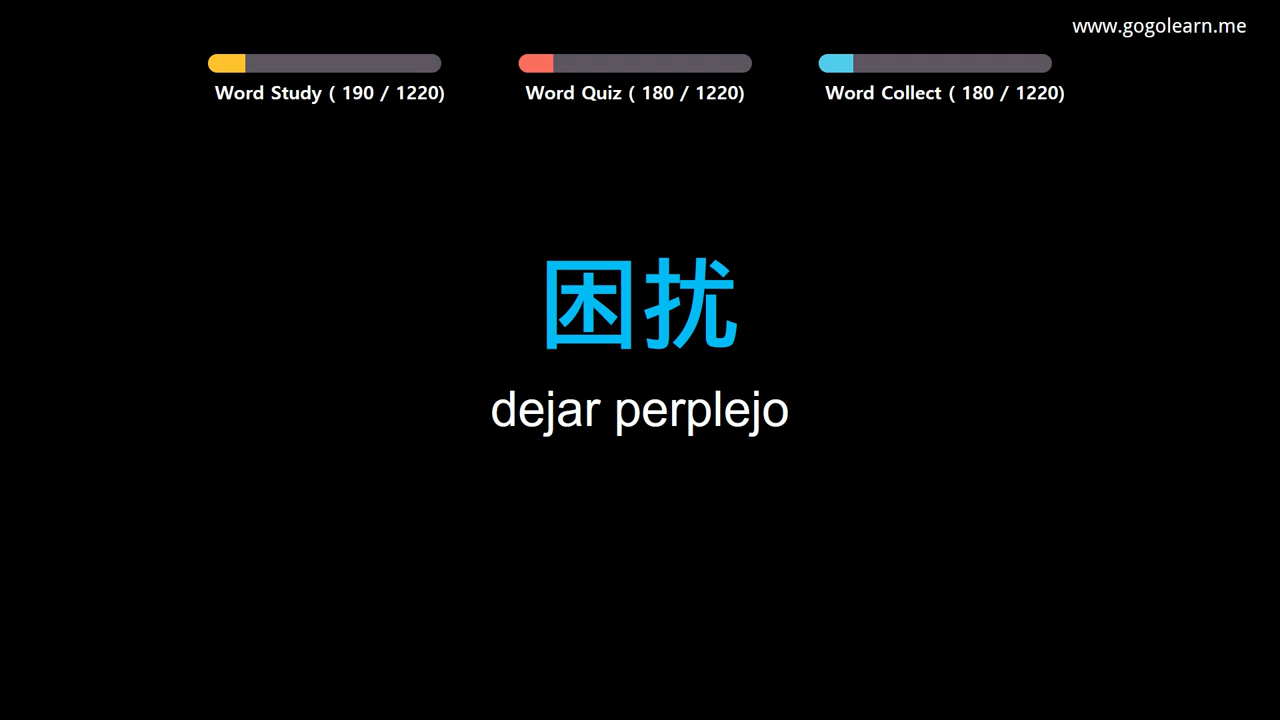 www.gogolearn.me
Word Study ( 190 / 1220)
Word Quiz ( 180 / 1220)
Word Collect ( 180 / 1220)
困扰
dejar perplejo